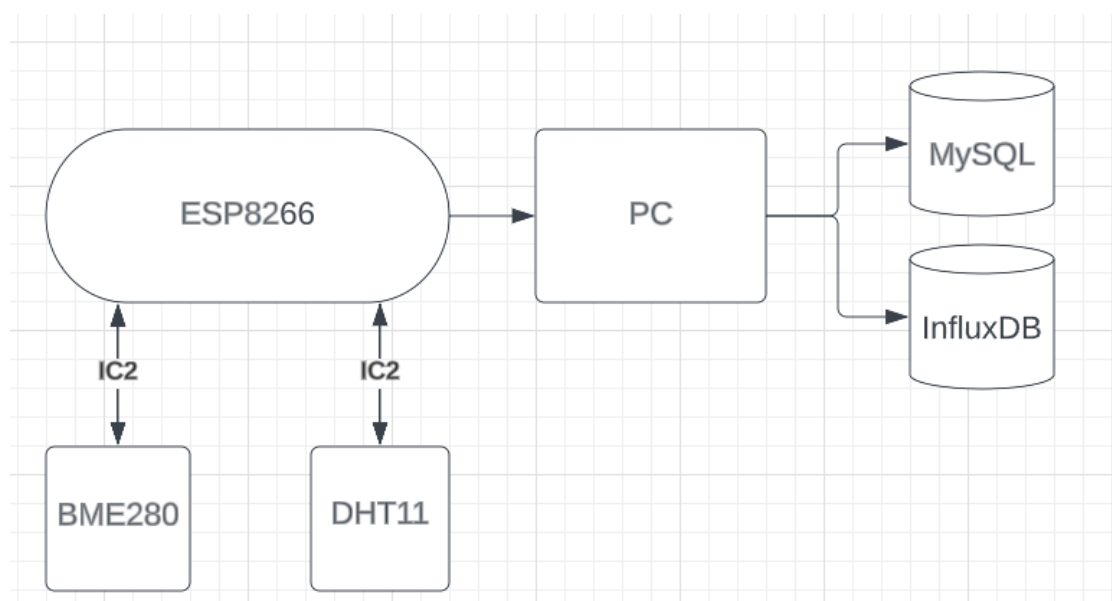 MySQL
ESP8266
PC
InfluxDB
IC2
IC2
BME280
DHT11